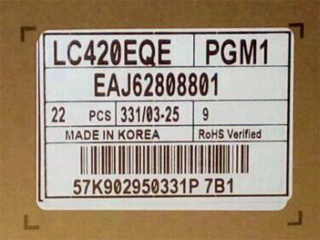 LC420EQE PGM1
EAJ62808801
22 PCS 331/03-25 9
MADE IN KOREA RoHS Verified
57K902950331P 7B1